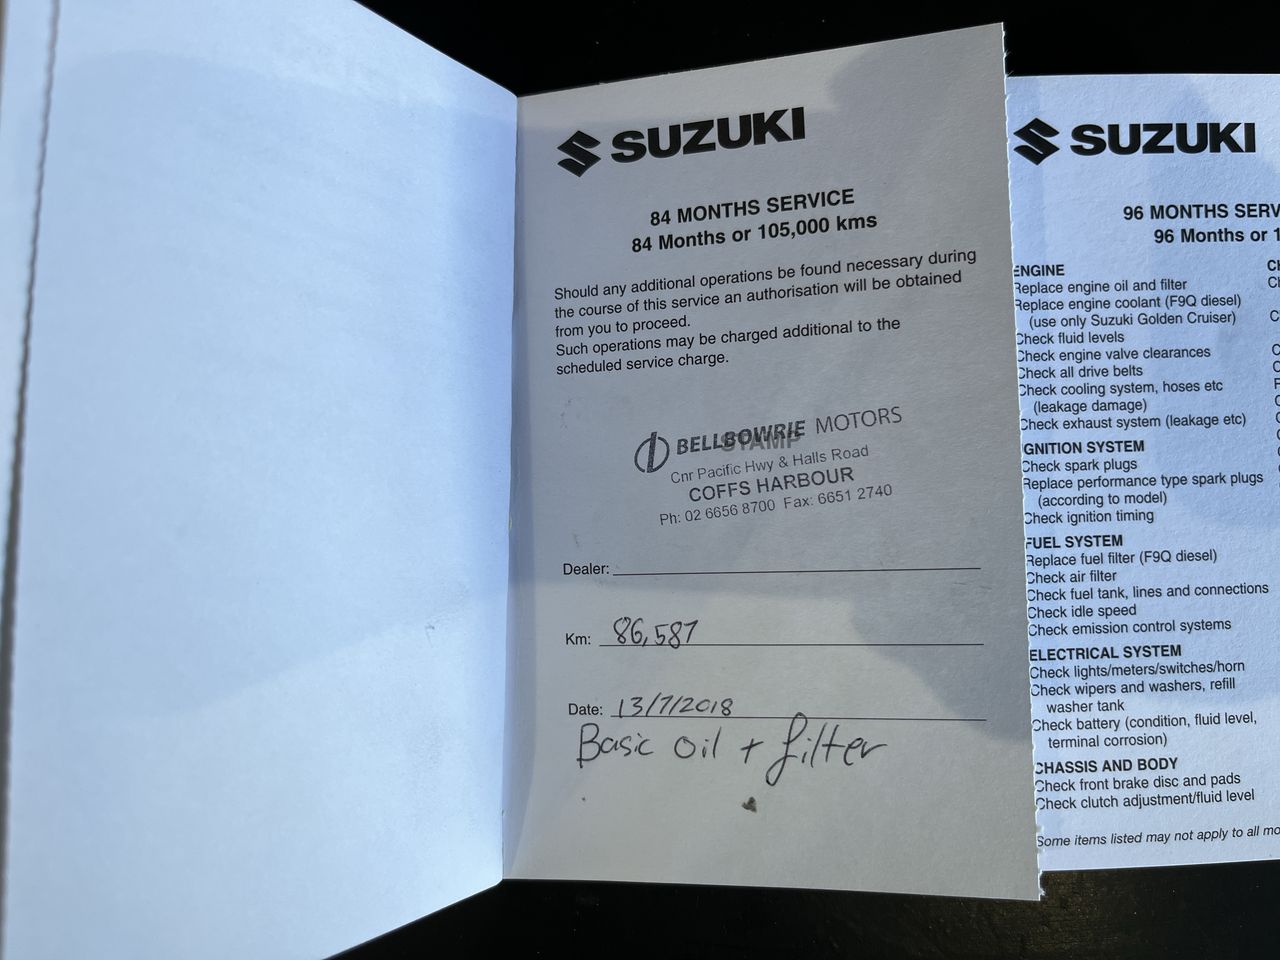 SUZUKI
84 MONTHS SERVICE
84 Months or 105,000 kms
Should any additional operations be found necessary during
the course of this service an authorisation will be obtained
from you to proceed.
Such operations may be charged additional to the
scheduled service charge.
STAMP
BELLBOWRIE MOTORS
Cnr Pacific Hwy & Halls Road
COFFS HARBOUR
Ph: 02 6656 8700 Fax: 6651 2740
Dealer:
Km: 86,587
Date: 13/7/2018
Basic oil + filter
SUZUKI
96 MONTHS SERV
96 Months or 1
ENGINE
Replace engine oil and filter
Replace engine coolant (F9Q diesel)
(use only Suzuki Golden Cruiser)
Check fluid levels
Check engine valve clearances
Check all drive belts
Check cooling system, hoses etc
(leakage damage)
Check exhaust system (leakage etc)
IGNITION SYSTEM
Check spark plugs
Replace performance type spark plugs
(according to model)
Check ignition timing
FUEL SYSTEM
Replace fuel filter (F9Q diesel)
Check air filter
Check fuel tank, lines and connections
Check idle speed
Check emission control systems
ELECTRICAL SYSTEM
Check lights/meters/switches/horn
Check wipers and washers, refill
washer tank
Check battery (condition, fluid level,
terminal corrosion)
CHASSIS AND BODY
Check front brake disc and pads
Check clutch adjustment/fluid level
Some items listed may not apply to all mo